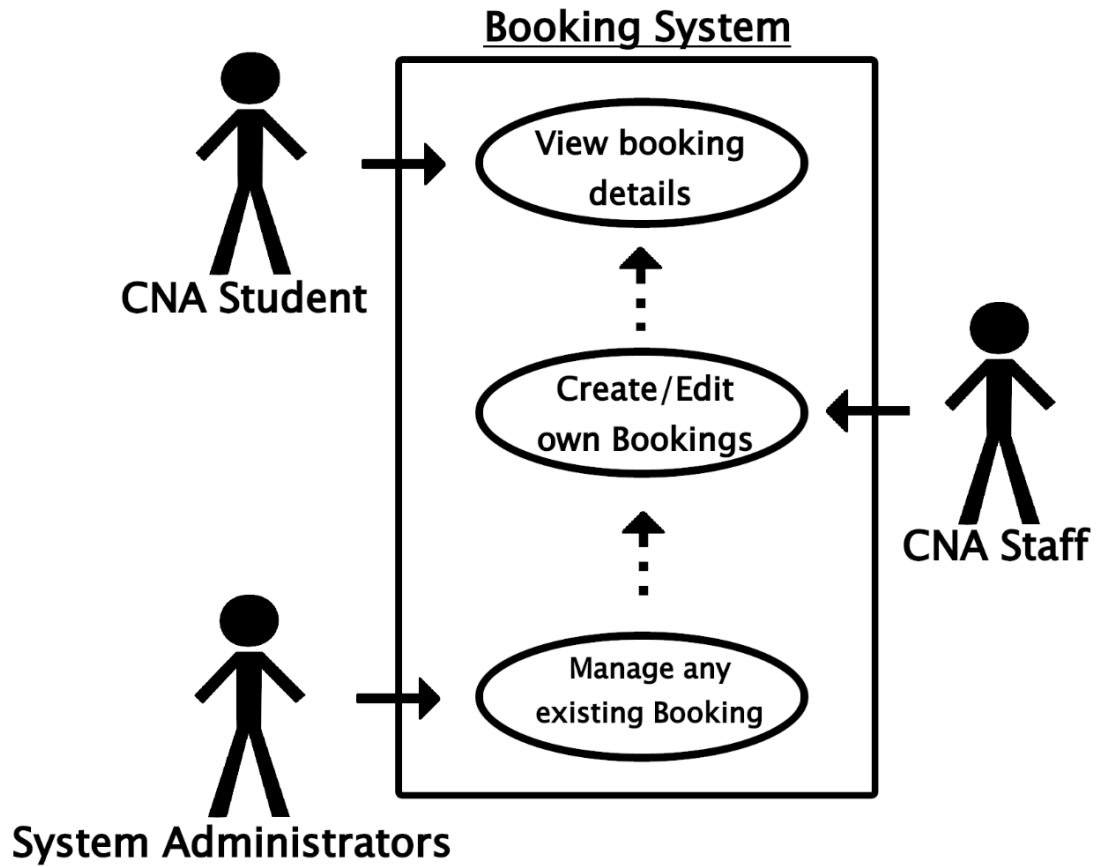 Booking System
View booking
details
CNA Student
Create/Edit
own Bookings
CNA Staff
Manage any
existing Booking
System Administrators